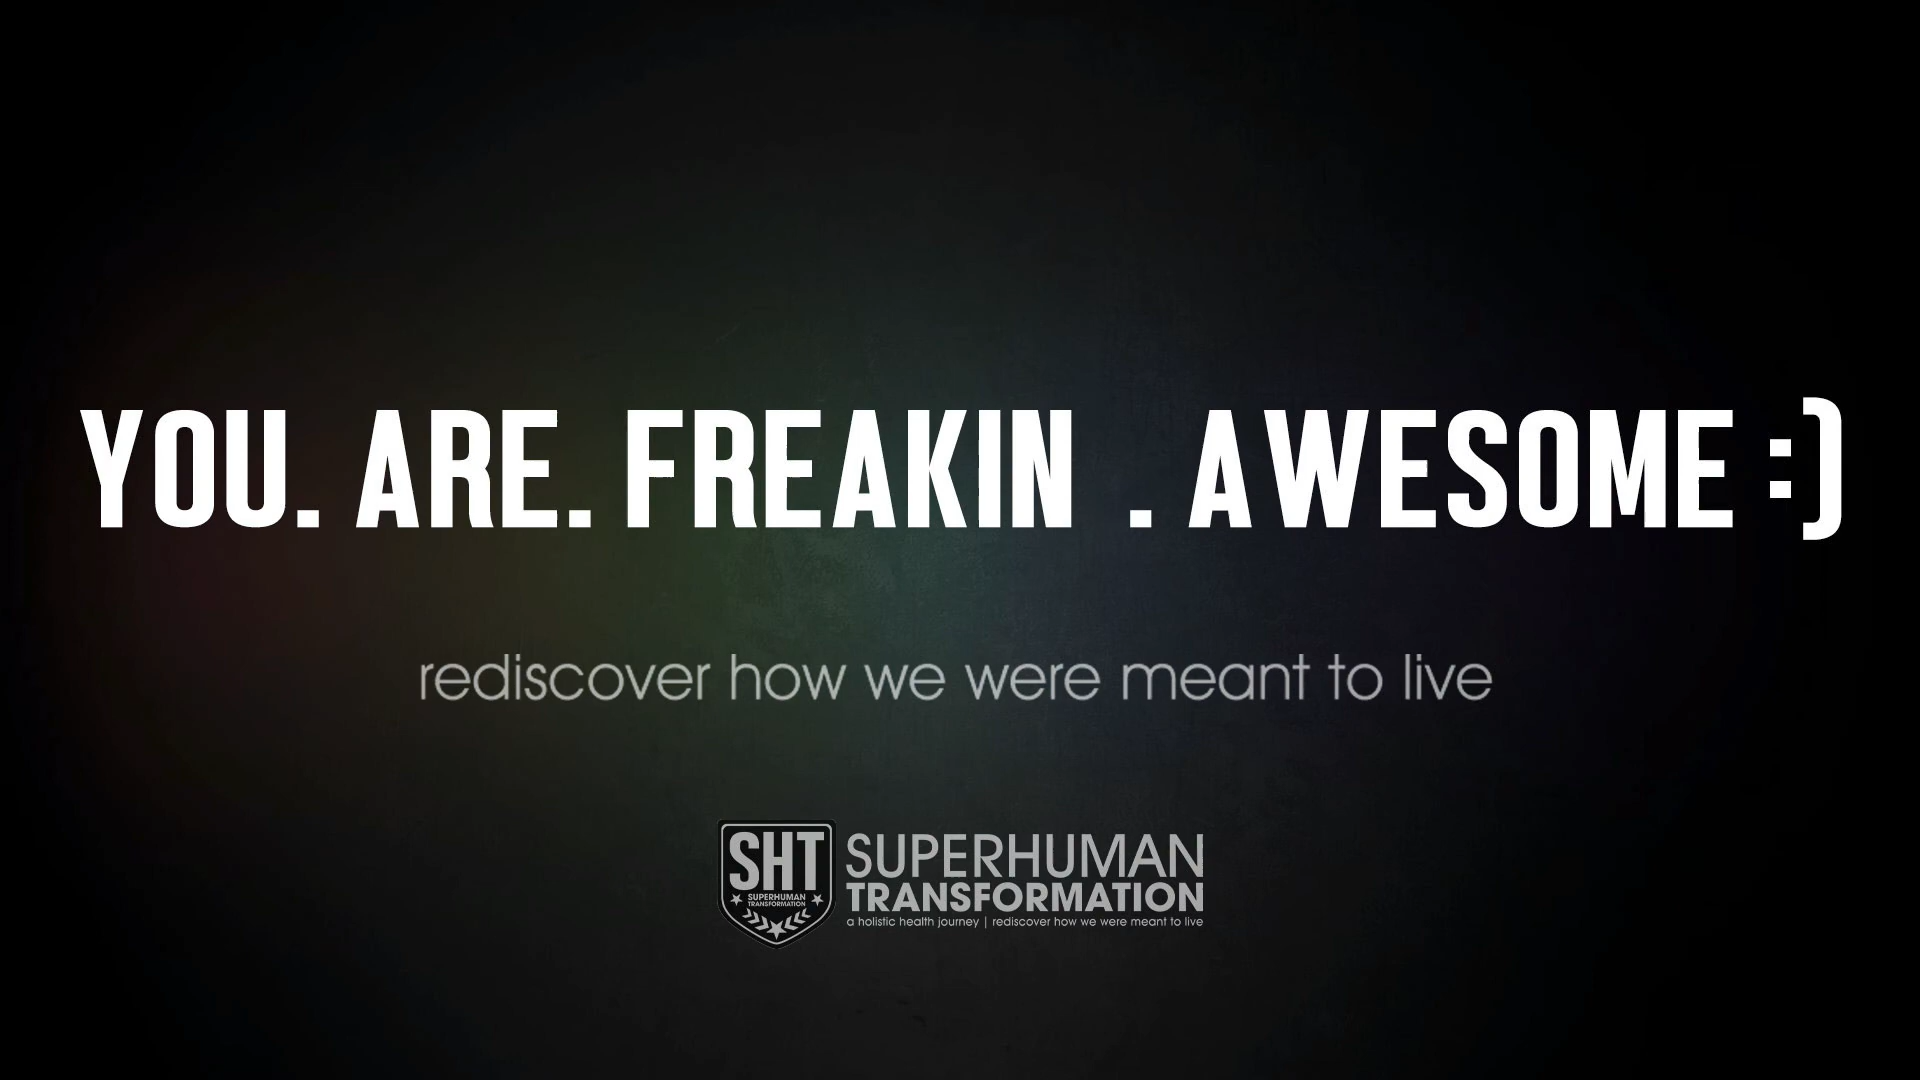 YOU. ARE. FREAKIN . AWESOME :)
rediscover how we were meant to live
SHT
SUPERHUMAN
TRANSFORMATION
SUPERHUMAN
TRANSFORMATION
a holistic health journey | rediscover how we were meant to live